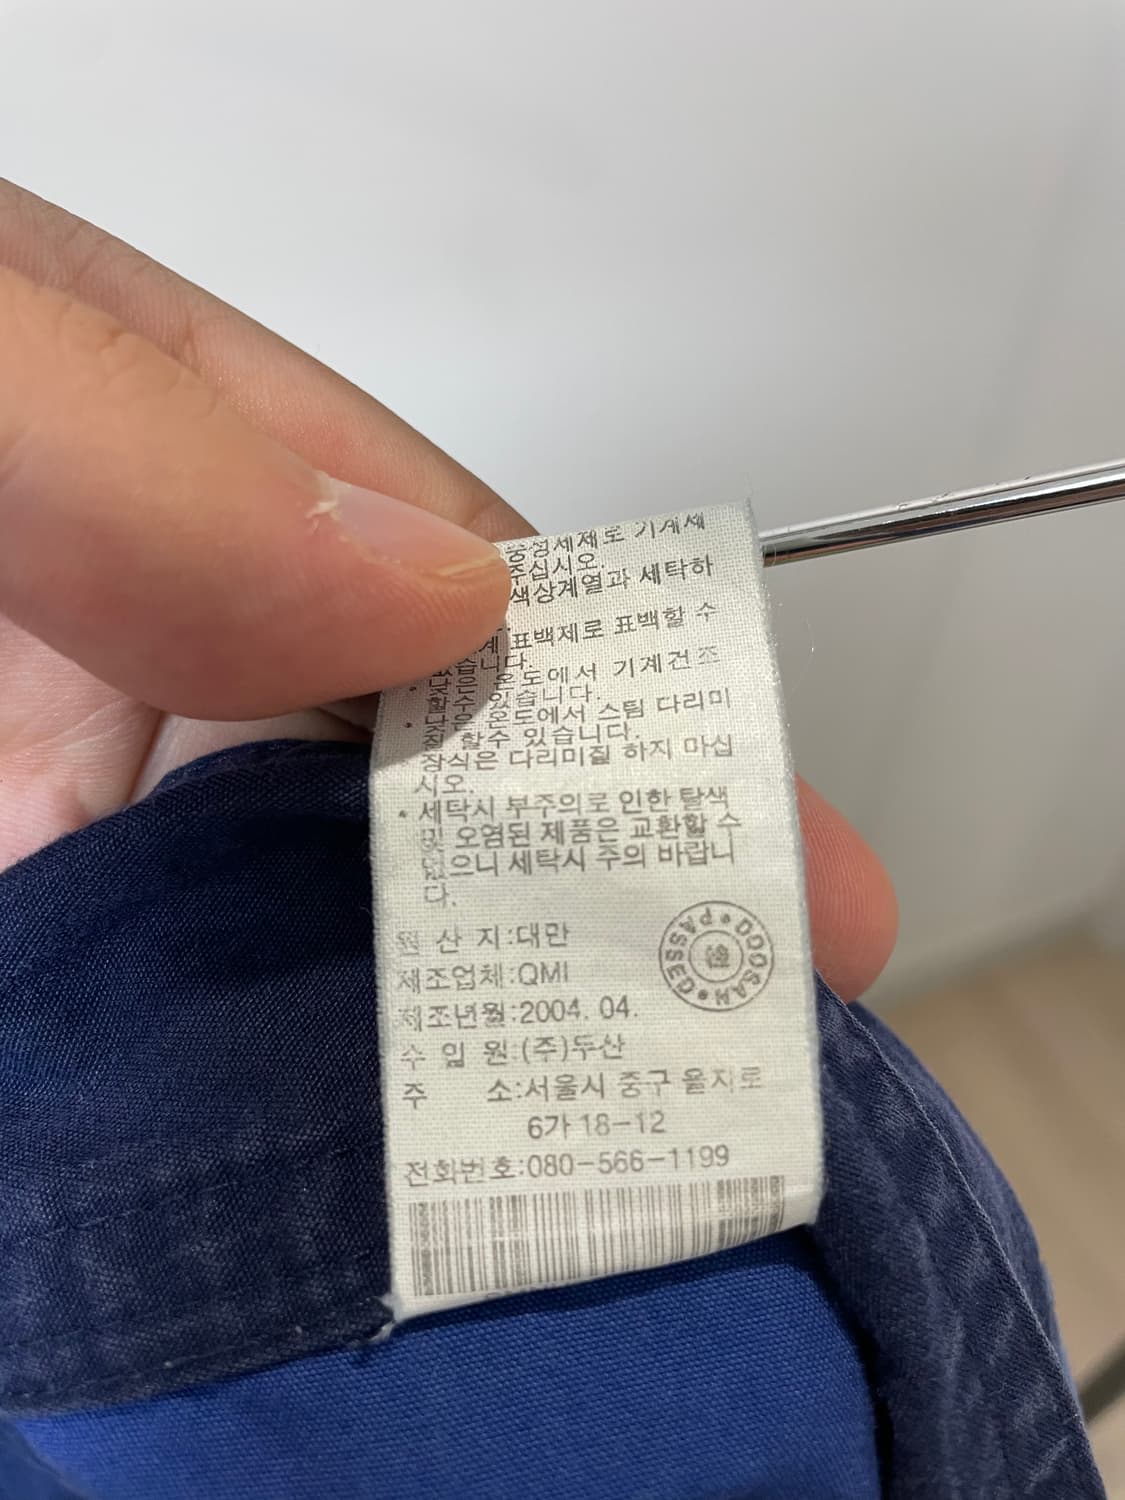 중성세제로 기계세
주십시오.
색상계열과 세탁하
계 표백제로 표백할 수
있습니다.
• 낮은 온도에서 기계건조
할수 있습니다.
• 낮은 온도에서 스팀 다리미
질 할수 있습니다.
장식은 다리미질 하지 마십
시오.
• 세탁시 부주의로 인한 탈색
및 오염된 제품은 교환할 수
없으니 세탁시 주의 바랍니
다.
원 산 지:대만
제조업체:QMI
제조년월:2004. 04.
수 입 원:(주)두산
주 소:서울시 중구 을지로
6가 18-12
전화번호:080-566-1199
DOOSAN • PASSED •